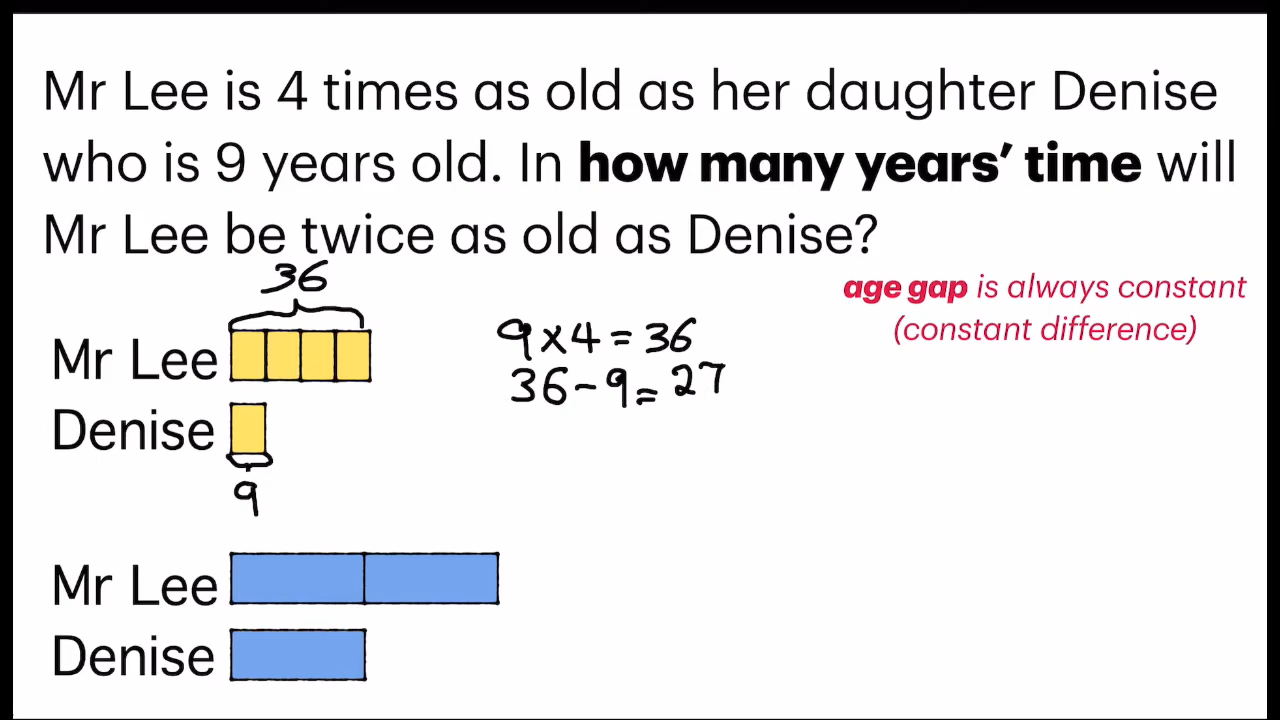 Mr Lee is 4 times as old as her daughter Denise
who is 9 years old. In how many years’ time will
Mr Lee be twice as old as Denise?
age gap is always constant
(constant difference)
36
Mr Lee
Denise
9
9×4=36
36-9=27
Mr Lee
Denise